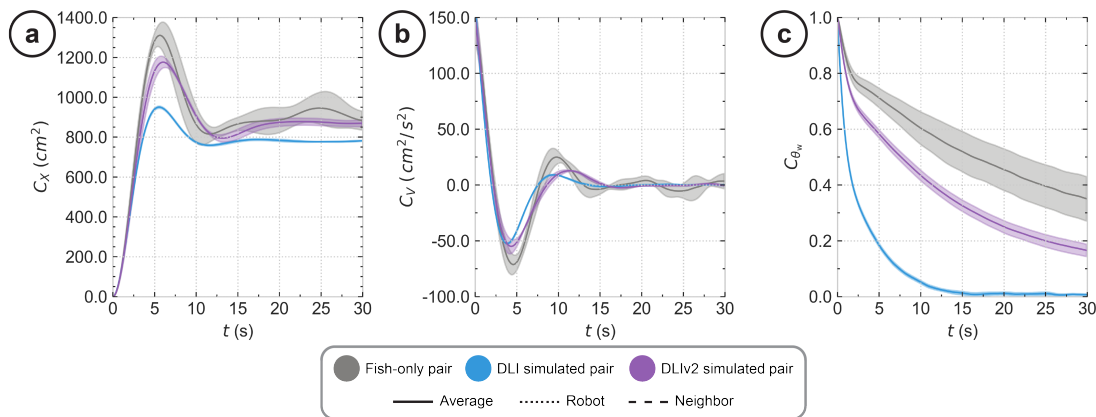 a
b
c
1400.0
1200.0
1000.0
800.0
600.0
400.0
200.0
0.0
C_X (cm²)
0 5 10 15 20 25 30
t (s)
150.0
100.0
50.0
0.0
-50.0
-100.0
C_V (cm²/s²)
0 5 10 15 20 25 30
t (s)
1.0
0.8
0.6
0.4
0.2
0.0
C_θw
0 5 10 15 20 25 30
t (s)
Fish-only pair DLI simulated pair DLIv2 simulated pair
Average Robot Neighbor